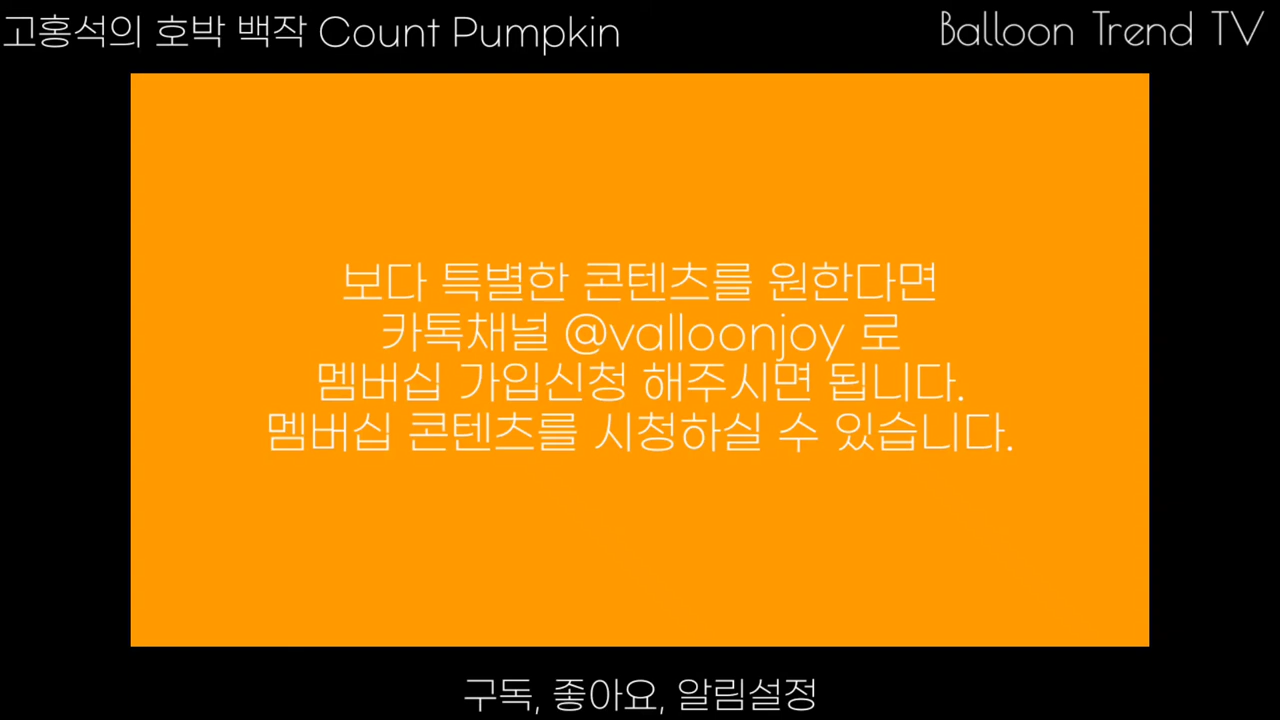 고홍석의 호박 백작 Count Pumpkin
Balloon Trend TV
보다 특별한 콘텐츠를 원한다면
카톡채널 @valloonjoy 로
멤버십 가입신청 해주시면 됩니다.
멤버십 콘텐츠를 시청하실 수 있습니다.
구독, 좋아요, 알림설정